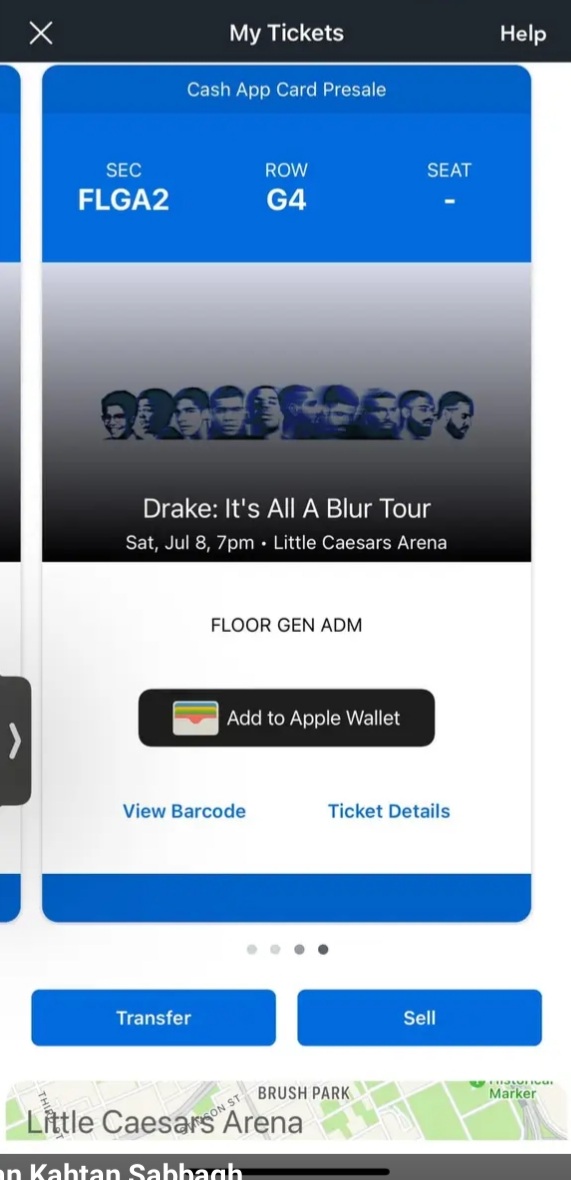 My Tickets
Help
Cash App Card Presale
SEC
ROW
SEAT
FLGA2
G4
-
Drake: It's All A Blur Tour
Sat, Jul 8, 7pm • Little Caesars Arena
FLOOR GEN ADM
Add to Apple Wallet
View Barcode
Ticket Details
Transfer
Sell
BRUSH PARK
Historical
Marker
Little Caesars Arena
an Kahtan Sabbagh